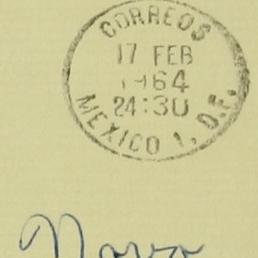 CORREOS
17 FEB
1964
24:30
MEXICO 1, D.F.